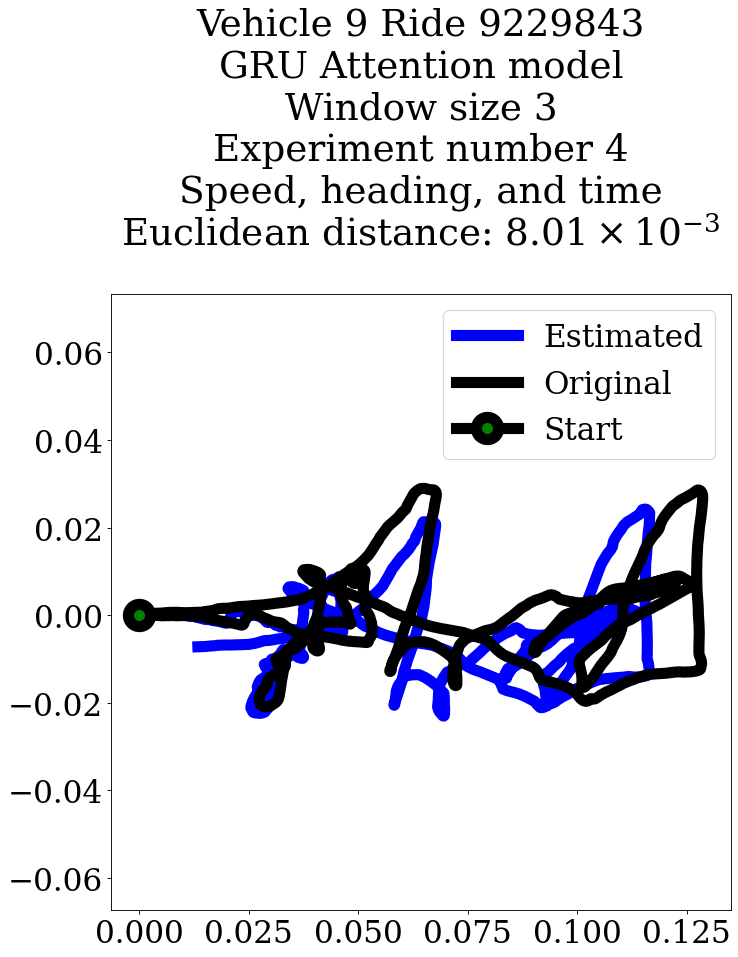 Vehicle 9 Ride 9229843
GRU Attention model
Window size 3
Experiment number 4
Speed, heading, and time
Euclidean distance: 8.01 × 10⁻³
Estimated
Original
Start
0.06
0.04
0.02
0.00
−0.02
−0.04
−0.06
0.000 0.025 0.050 0.075 0.100 0.125